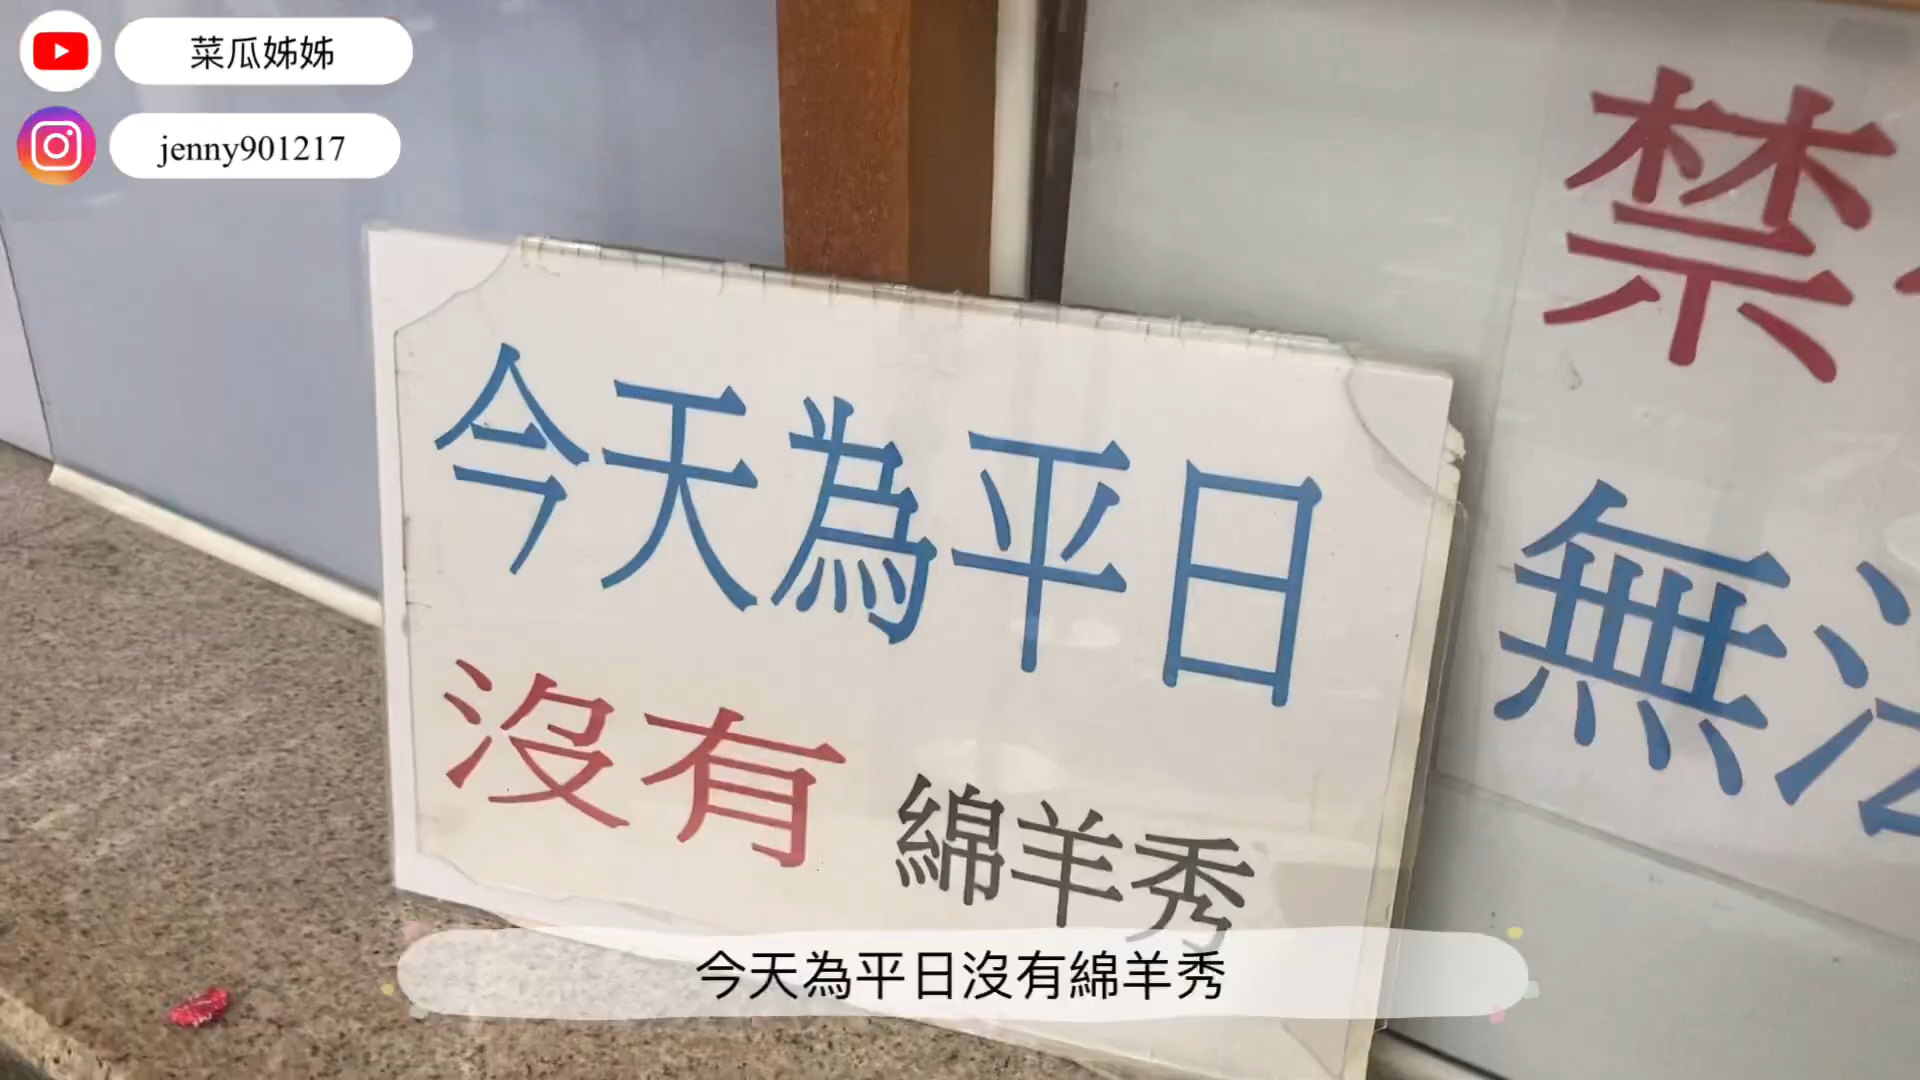 菜瓜姊姊
jenny901217
禁
無法
今天為平日
沒有 綿羊秀
今天為平日沒有綿羊秀